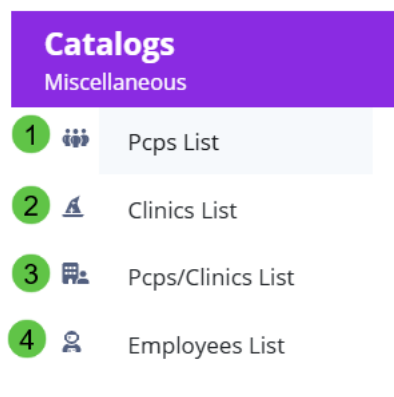 Catalogs
Miscellaneous
1 Pcps List
2 Clinics List
3 Pcps/Clinics List
4 Employees List